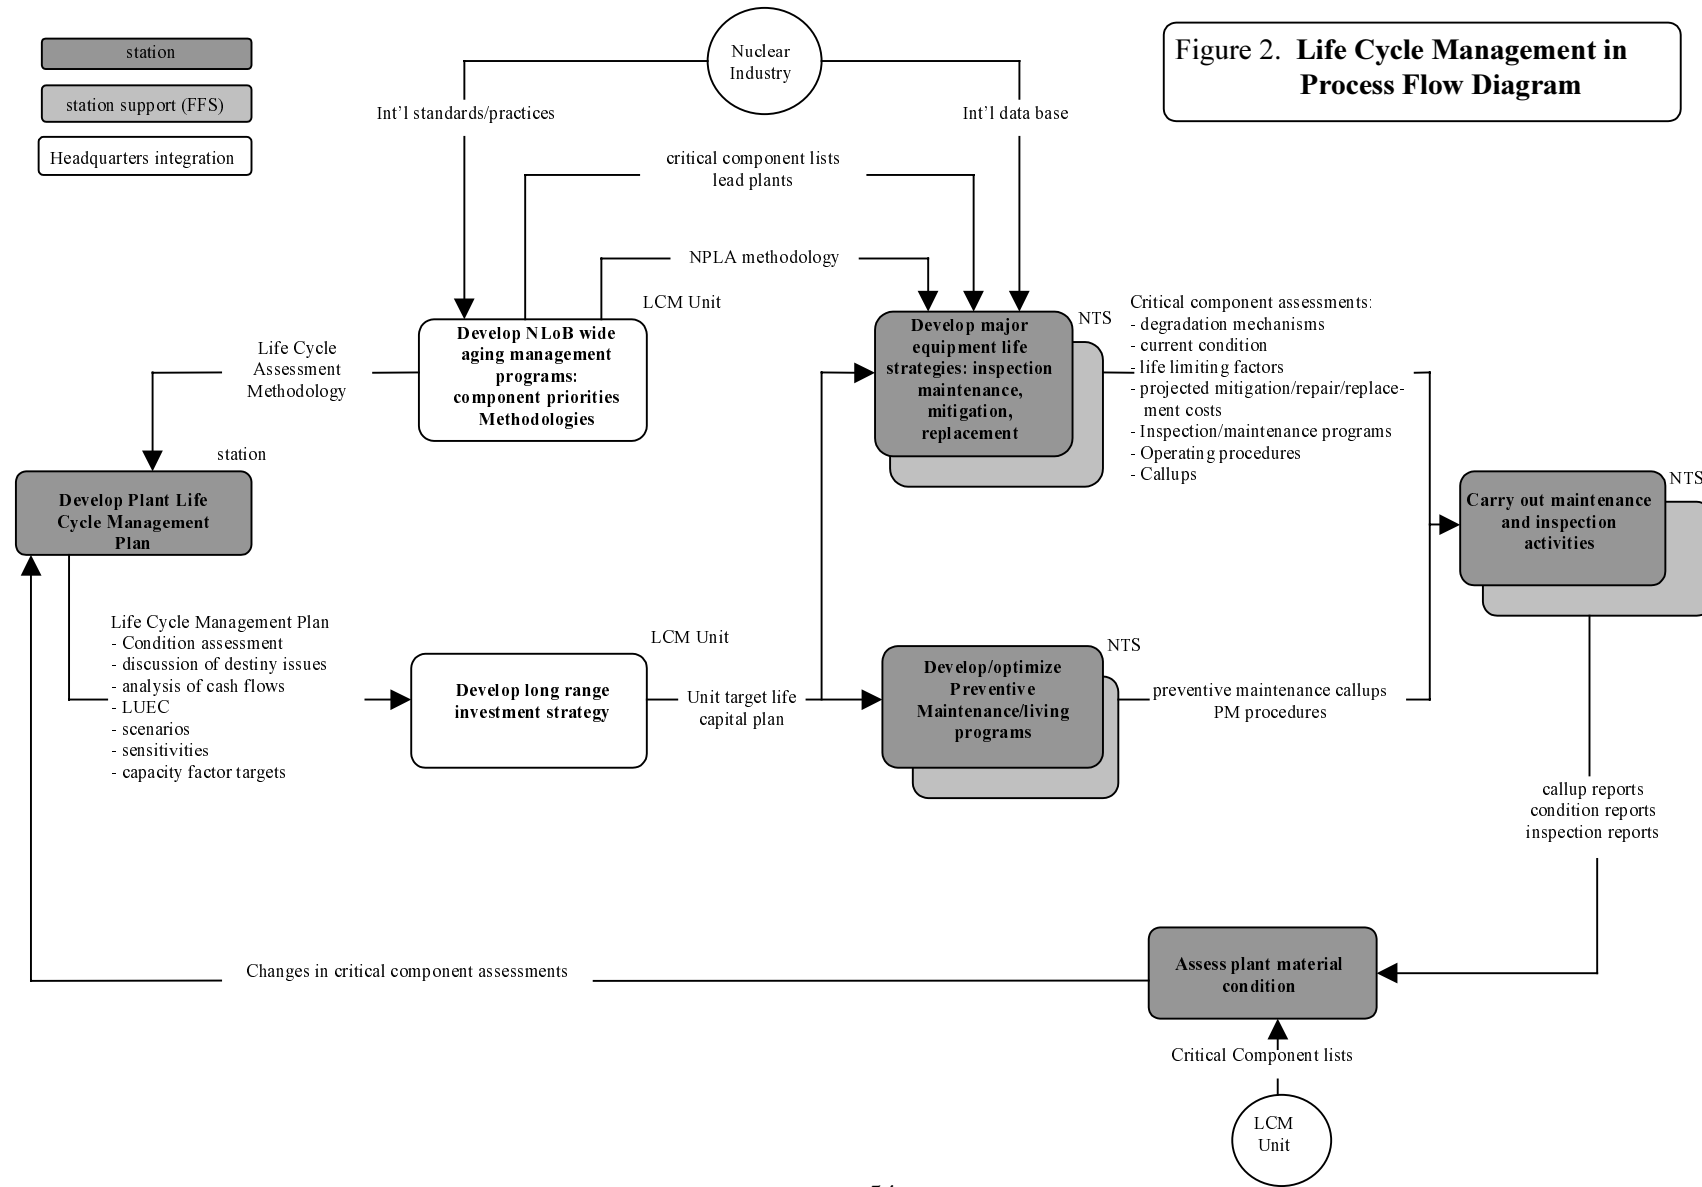 station
station support (FFS)
Headquarters integration
Nuclear
Industry
Figure 2. Life Cycle Management in
Process Flow Diagram
Int'l standards/practices
Int'l data base
critical component lists
lead plants
NPLA methodology
LCM Unit
Develop NLoB wide
aging management
programs:
component priorities
Methodologies
Life Cycle
Assessment
Methodology
NTS
Develop major
equipment life
strategies: inspection
maintenance,
mitigation,
replacement
Critical component assessments:
- degradation mechanisms
- current condition
- life limiting factors
- projected mitigation/repair/replace-
ment costs
- Inspection/maintenance programs
- Operating procedures
- Callups
station
Develop Plant Life
Cycle Management
Plan
NTS
Carry out maintenance
and inspection
activities
Life Cycle Management Plan
- Condition assessment
- discussion of destiny issues
- analysis of cash flows
- LUEC
- scenarios
- sensitivities
- capacity factor targets
LCM Unit
Develop long range
investment strategy
Unit target life
capital plan
NTS
Develop/optimize
Preventive
Maintenance/living
programs
preventive maintenance callups
PM procedures
callup reports
condition reports
inspection reports
Changes in critical component assessments
Assess plant material
condition
Critical Component lists
LCM
Unit